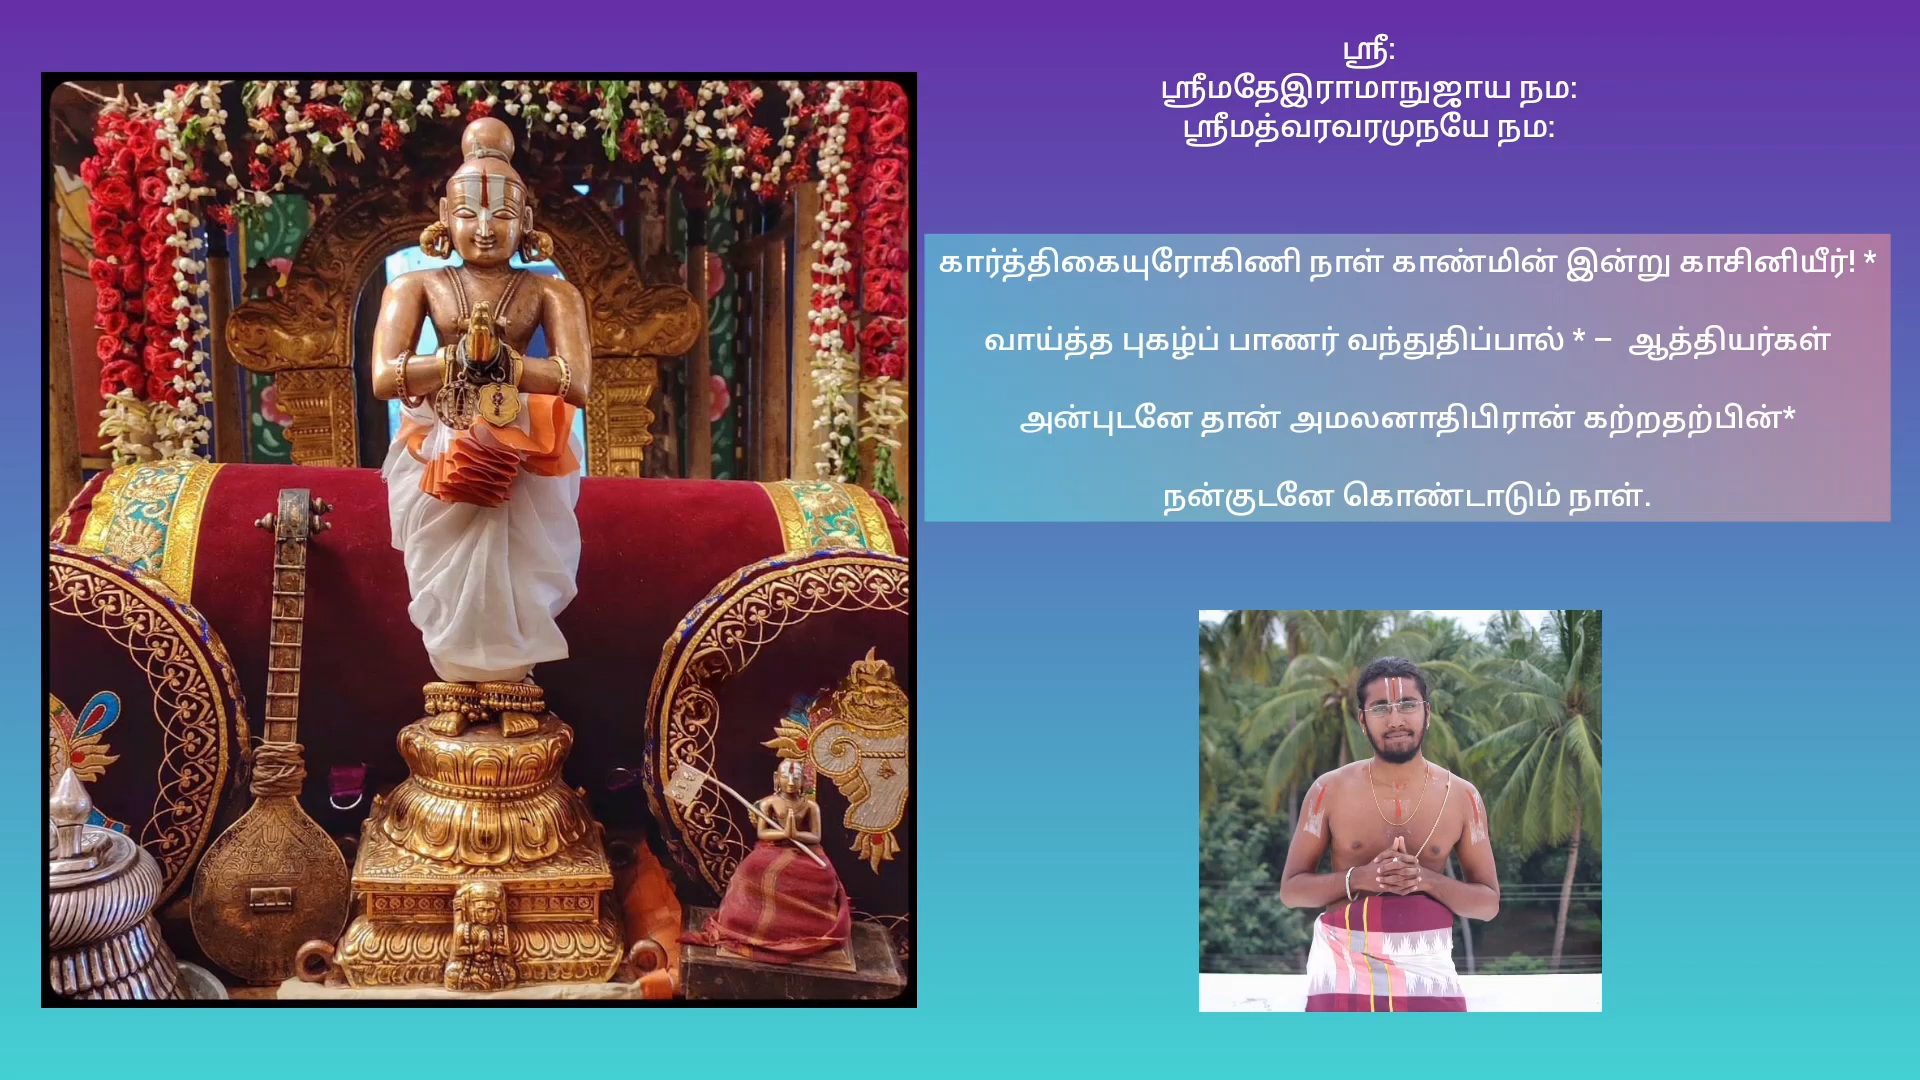 ஸ்ரீ:
ஸ்ரீமதேஇராமாநுஜாய நம:
ஸ்ரீமத்வரவரமுநயே நம:
கார்த்திகையுரோகிணி நாள் காண்மின் இன்று காசினியீர்! *
வாய்த்த புகழ்ப் பாணர் வந்துதிப்பால் * – ஆத்தியர்கள்
அன்புடனே தான் அமலனாதிபிரான் கற்றதற்பின்*
நன்குடனே கொண்டாடும் நாள்.